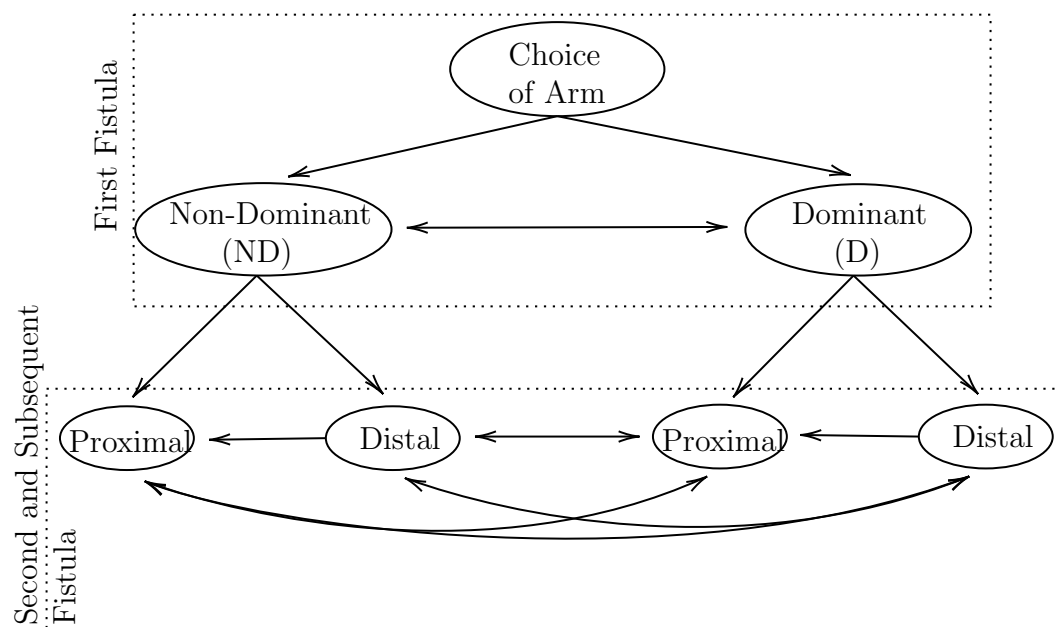 Choice
of Arm
First Fistula
Non-Dominant
(ND)
Dominant
(D)
Second and Subsequent
Fistula
Proximal
Distal
Proximal
Distal